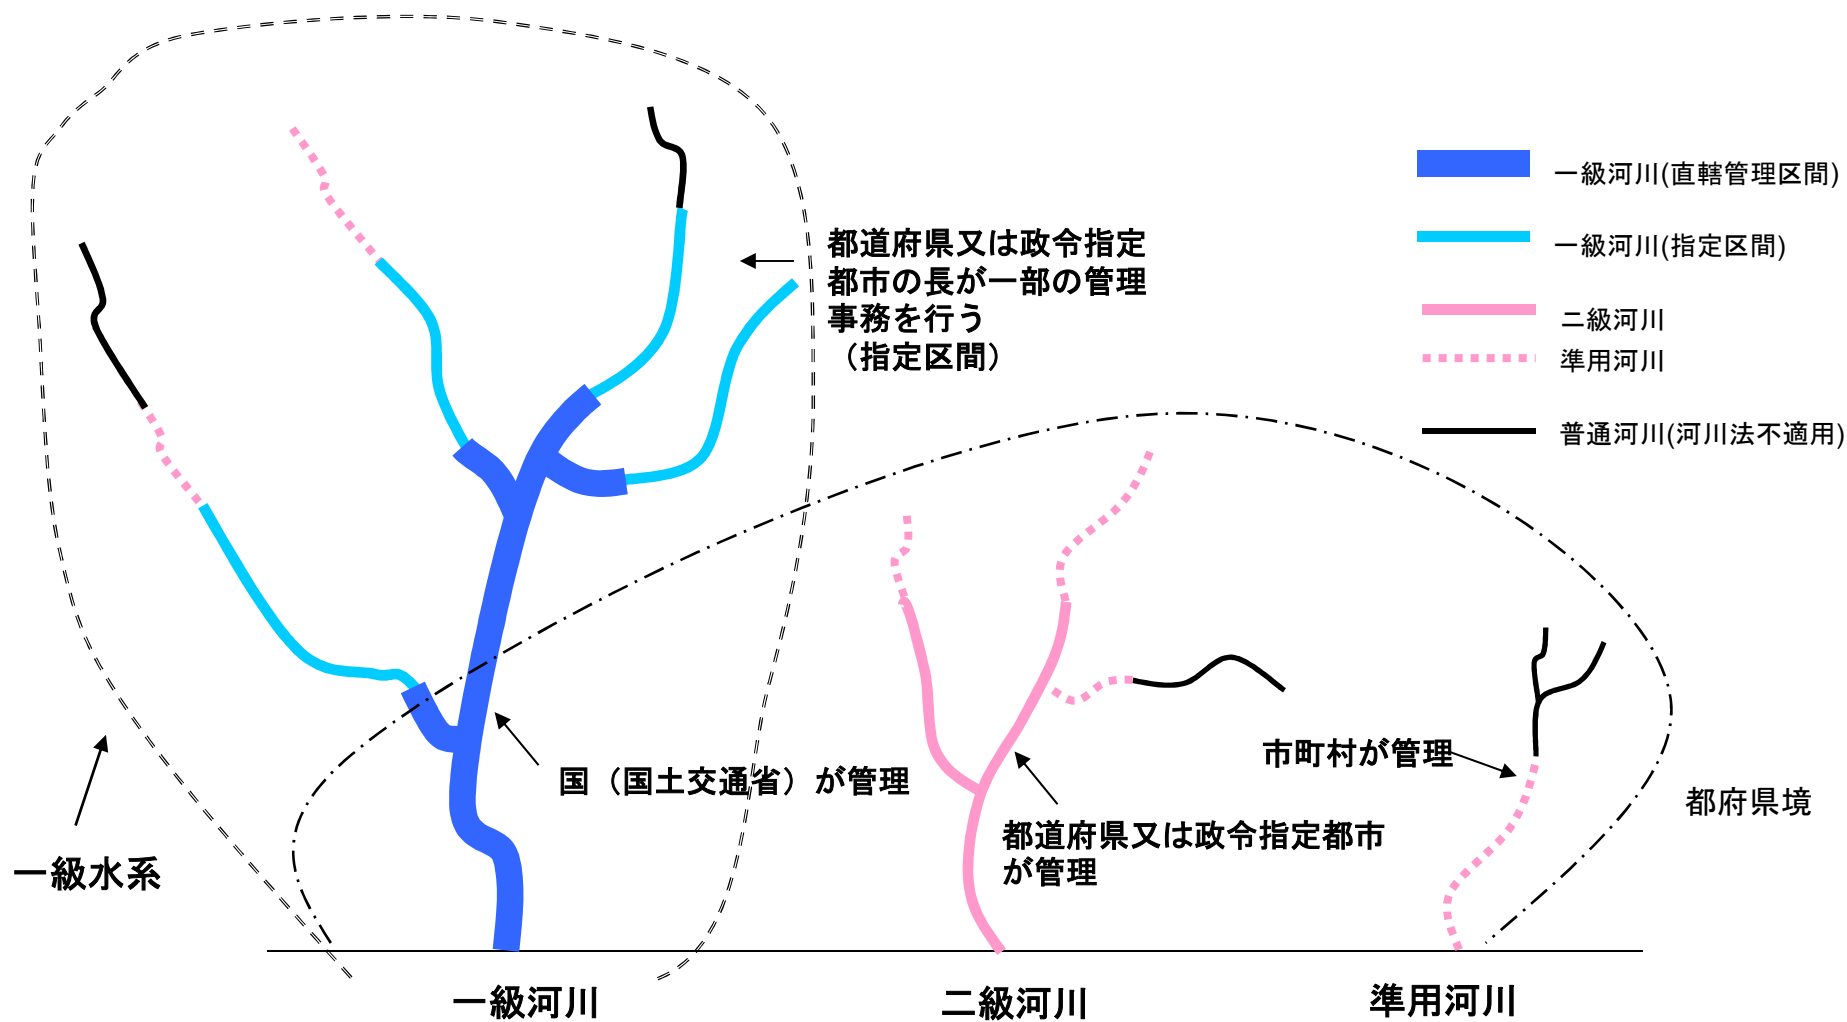 一級河川(直轄管理区間)
一級河川(指定区間)
二級河川
準用河川
普通河川(河川法不適用)
都道府県又は政令指定
都市の長が一部の管理
事務を行う
（指定区間）
国（国土交通省）が管理
市町村が管理
都府県境
都道府県又は政令指定都市
が管理
一級水系
一級河川
二級河川
準用河川